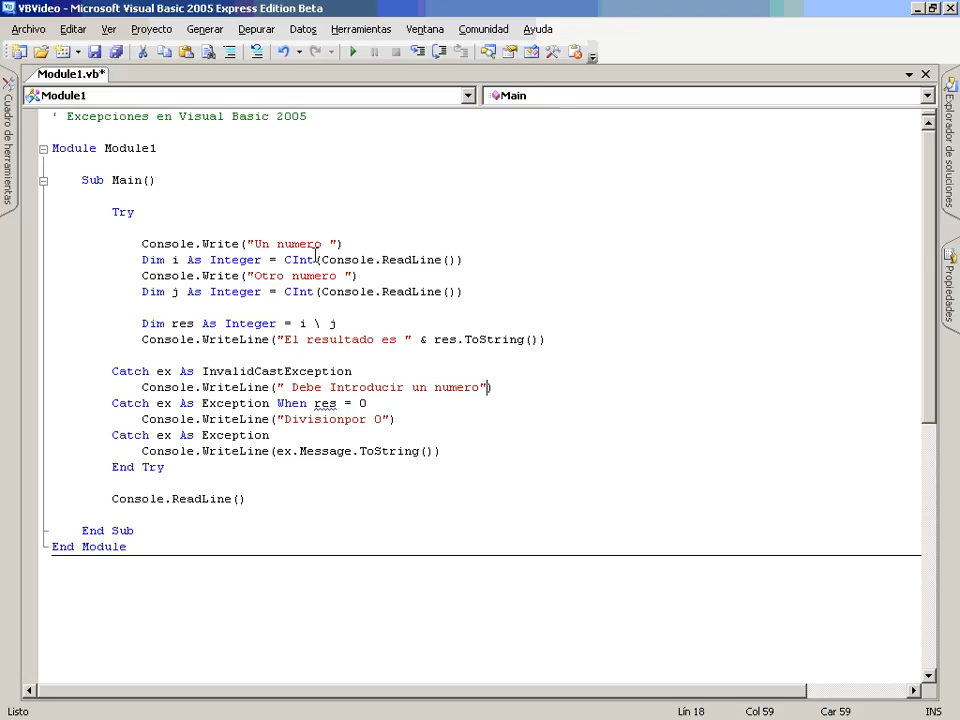 VBVideo - Microsoft Visual Basic 2005 Express Edition Beta
Archivo Editar Ver Proyecto Generar Depurar Datos Herramientas Ventana Comunidad Ayuda
Module1.vb*
Module1 Main
Cuadro de herramientas
Explorador de soluciones
Propiedades
' Excepciones en Visual Basic 2005
Module Module1
Sub Main()
Try
Console.Write("Un numero ")
Dim i As Integer = CInt(Console.ReadLine())
Console.Write("Otro numero ")
Dim j As Integer = CInt(Console.ReadLine())
Dim res As Integer = i \ j
Console.WriteLine("El resultado es " & res.ToString())
Catch ex As InvalidCastException
Console.WriteLine(" Debe Introducir un numero")
Catch ex As Exception When res = 0
Console.WriteLine("Divisionpor 0")
Catch ex As Exception
Console.WriteLine(ex.Message.ToString())
End Try
Console.ReadLine()
End Sub
End Module
Listo Lín 18 Col 59 Car 59 INS